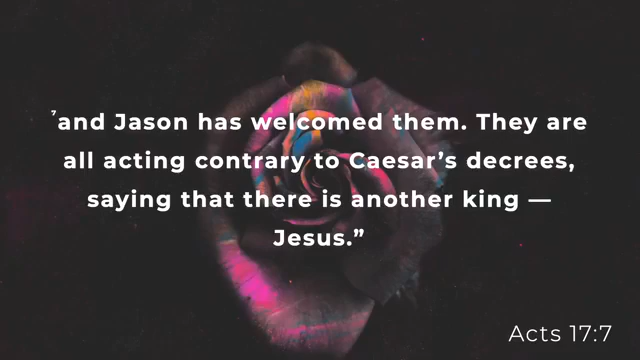 ⁷and Jason has welcomed them. They are
all acting contrary to Caesar’s decrees,
saying that there is another king —
Jesus.”
Acts 17:7